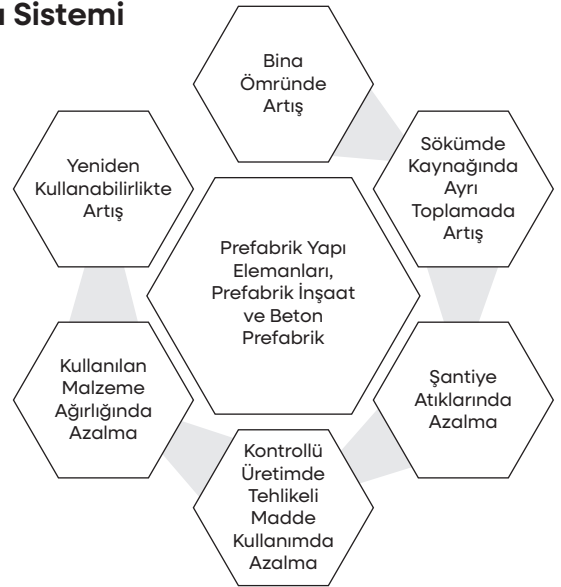 Sistemi
Bina
Ömründe
Artış
Sökümde
Kaynağında
Ayrı
Toplamada
Artış
Yeniden
Kullanabilirlikte
Artış
Prefabrik Yapı
Elemanları,
Prefabrik İnşaat
ve Beton
Prefabrik
Kullanılan
Malzeme
Ağırlığında
Azalma
Şantiye
Atıklarında
Azalma
Kontrollü
Üretimde
Tehlikeli
Madde
Kullanımda
Azalma